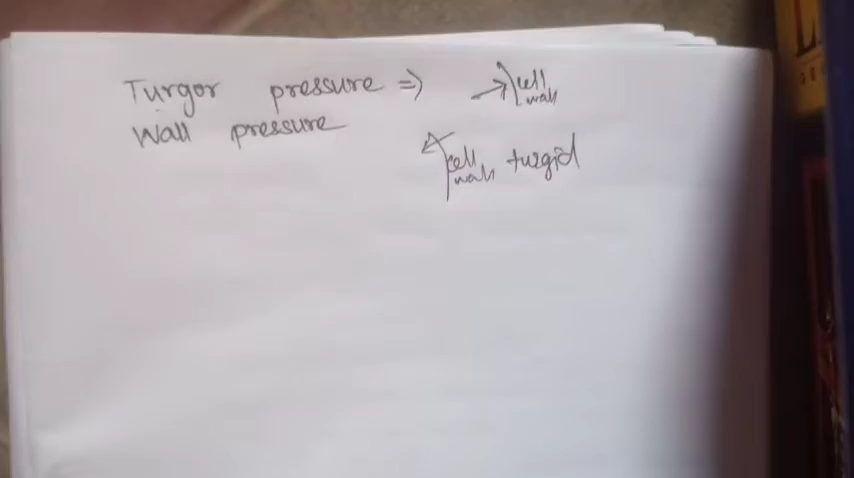 Turgor pressure ⇒ → cell wall
Wall pressure
← cell wall turgid